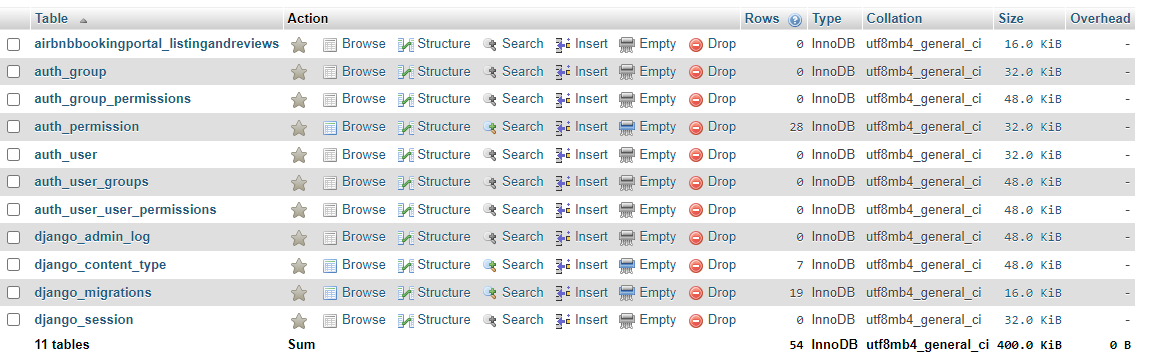 Table Action Rows Type Collation Size Overhead
airbnbbookingportal_listingandreviews Browse Structure Search Insert Empty Drop 0 InnoDB utf8mb4_general_ci 16.0 KiB -
auth_group Browse Structure Search Insert Empty Drop 0 InnoDB utf8mb4_general_ci 32.0 KiB -
auth_group_permissions Browse Structure Search Insert Empty Drop 0 InnoDB utf8mb4_general_ci 48.0 KiB -
auth_permission Browse Structure Search Insert Empty Drop 28 InnoDB utf8mb4_general_ci 32.0 KiB -
auth_user Browse Structure Search Insert Empty Drop 0 InnoDB utf8mb4_general_ci 32.0 KiB -
auth_user_groups Browse Structure Search Insert Empty Drop 0 InnoDB utf8mb4_general_ci 48.0 KiB -
auth_user_user_permissions Browse Structure Search Insert Empty Drop 0 InnoDB utf8mb4_general_ci 48.0 KiB -
django_admin_log Browse Structure Search Insert Empty Drop 0 InnoDB utf8mb4_general_ci 48.0 KiB -
django_content_type Browse Structure Search Insert Empty Drop 7 InnoDB utf8mb4_general_ci 48.0 KiB -
django_migrations Browse Structure Search Insert Empty Drop 19 InnoDB utf8mb4_general_ci 16.0 KiB -
django_session Browse Structure Search Insert Empty Drop 0 InnoDB utf8mb4_general_ci 32.0 KiB -
11 tables Sum 54 InnoDB utf8mb4_general_ci 400.0 KiB 0 B